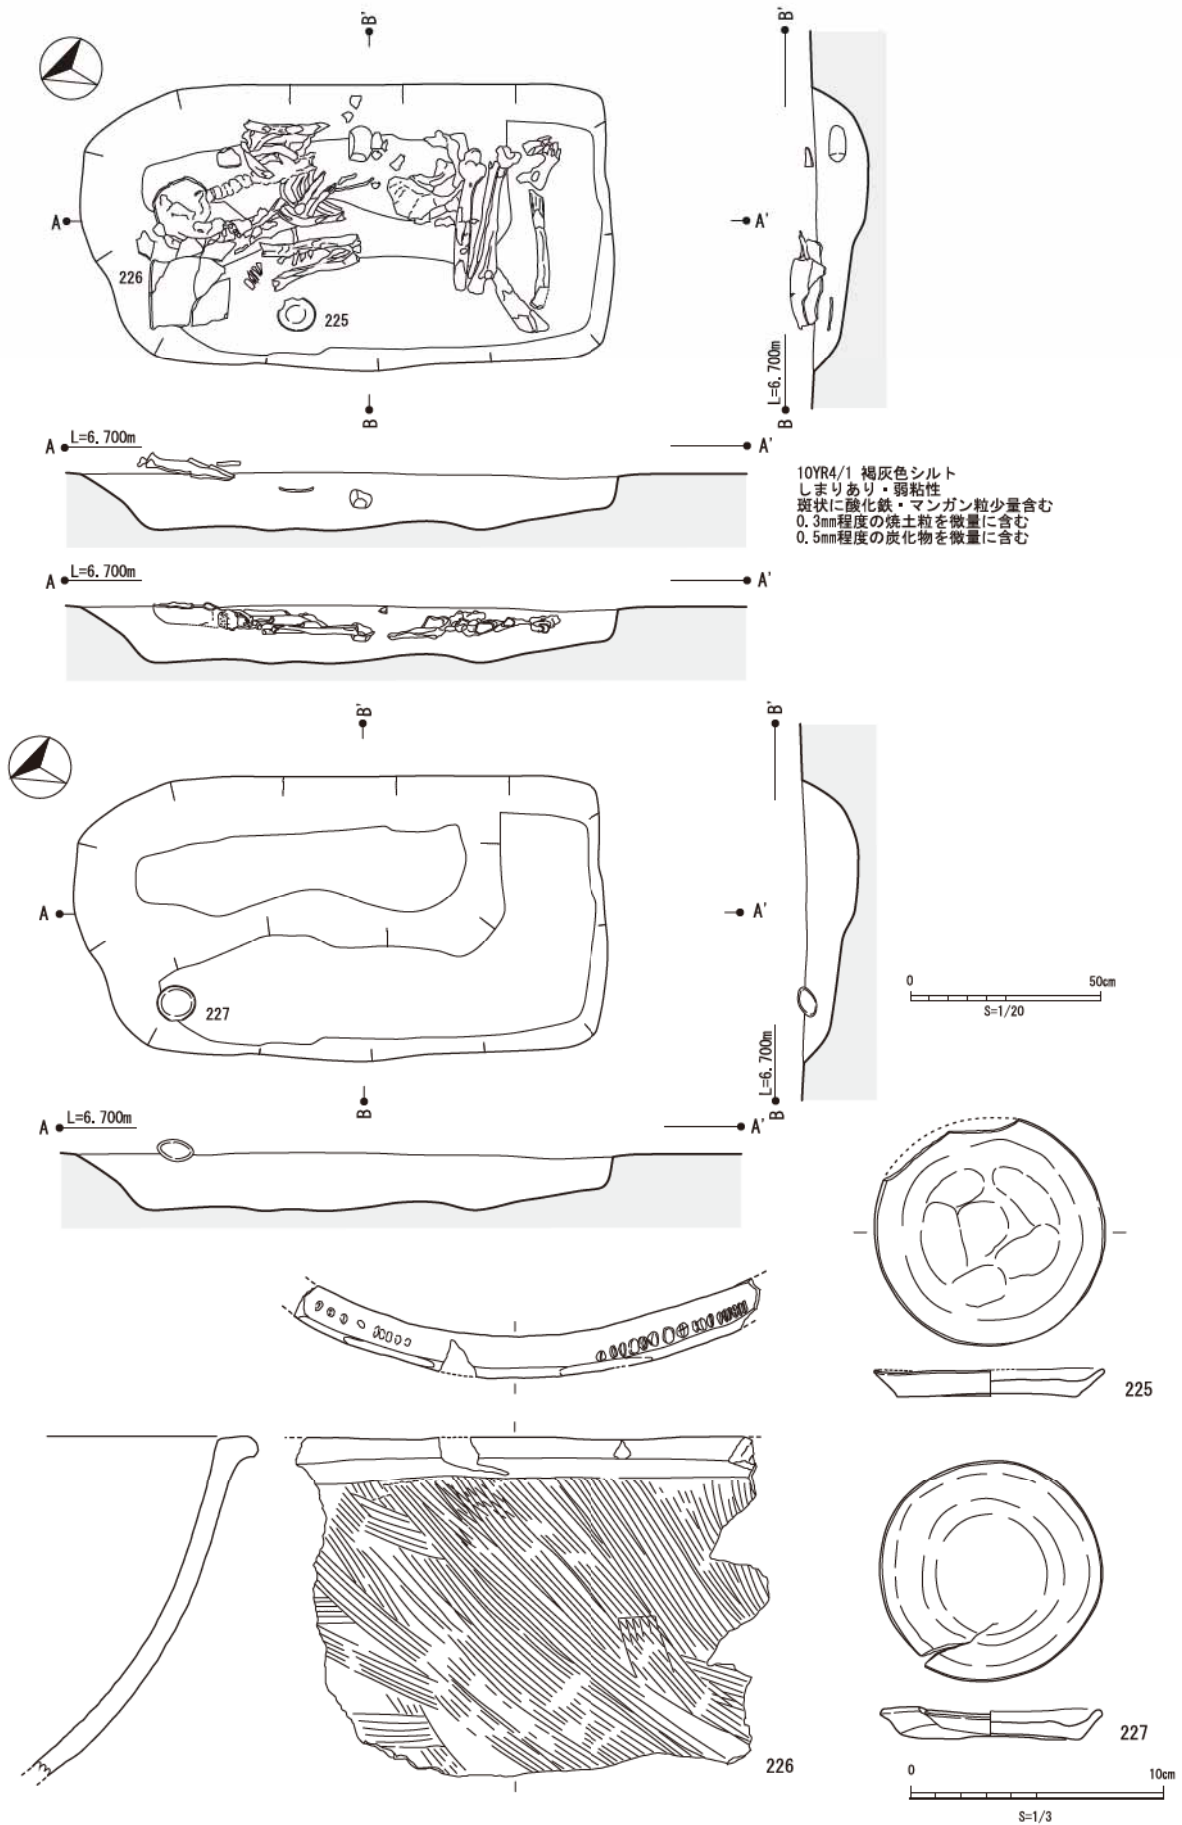 B'
B'
A
A'
226
225
L=6.700m
B
B
A L=6.700m A'
10YR4/1 褐灰色シルト
しまりあり・弱粘性
斑状に酸化鉄・マンガン粒少量含む
0.3mm程度の焼土粒を微量に含む
0.5mm程度の炭化物を微量に含む
A L=6.700m A'
B'
B'
A
A'
227
0 50cm
S=1/20
L=6.700m
B
B
A L=6.700m A'
225
226
227
0 10cm
S=1/3